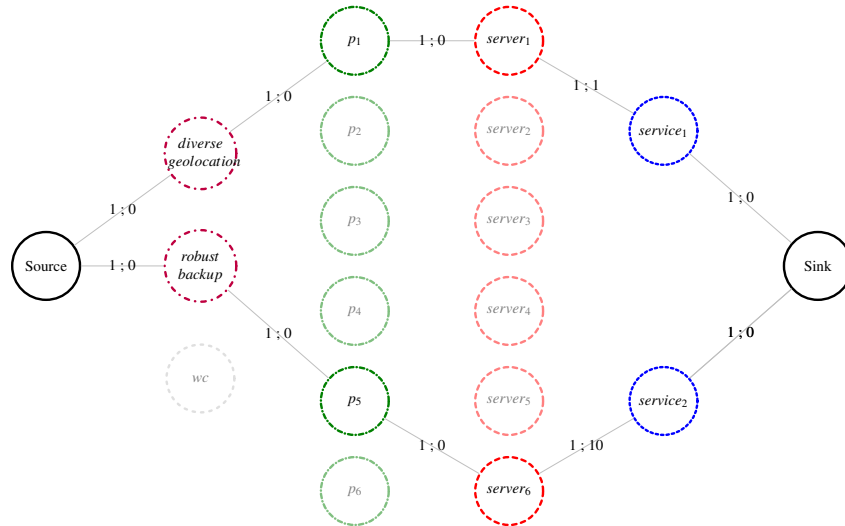 p1 1 ; 0 server1
1 ; 0 1 ; 1
diverse
geolocation
p2 server2 service1
1 ; 0 p3 server3 1 ; 0
Source 1 ; 0 robust
backup Sink
p4 server4
1 ; 0 1 ; 0
wc p5 server5 service2
1 ; 0 1 ; 10
p6 server6